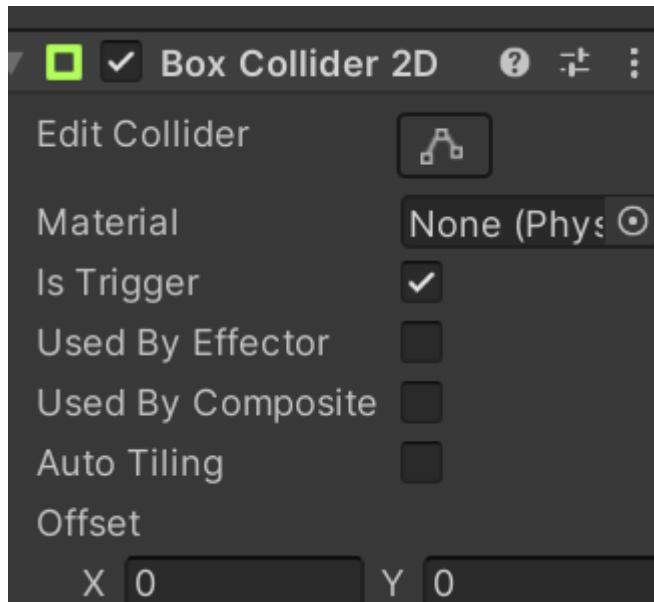 Box Collider 2D
Edit Collider
Material None (Phys
Is Trigger
Used By Effector
Used By Composite
Auto Tiling
Offset
X 0 Y 0